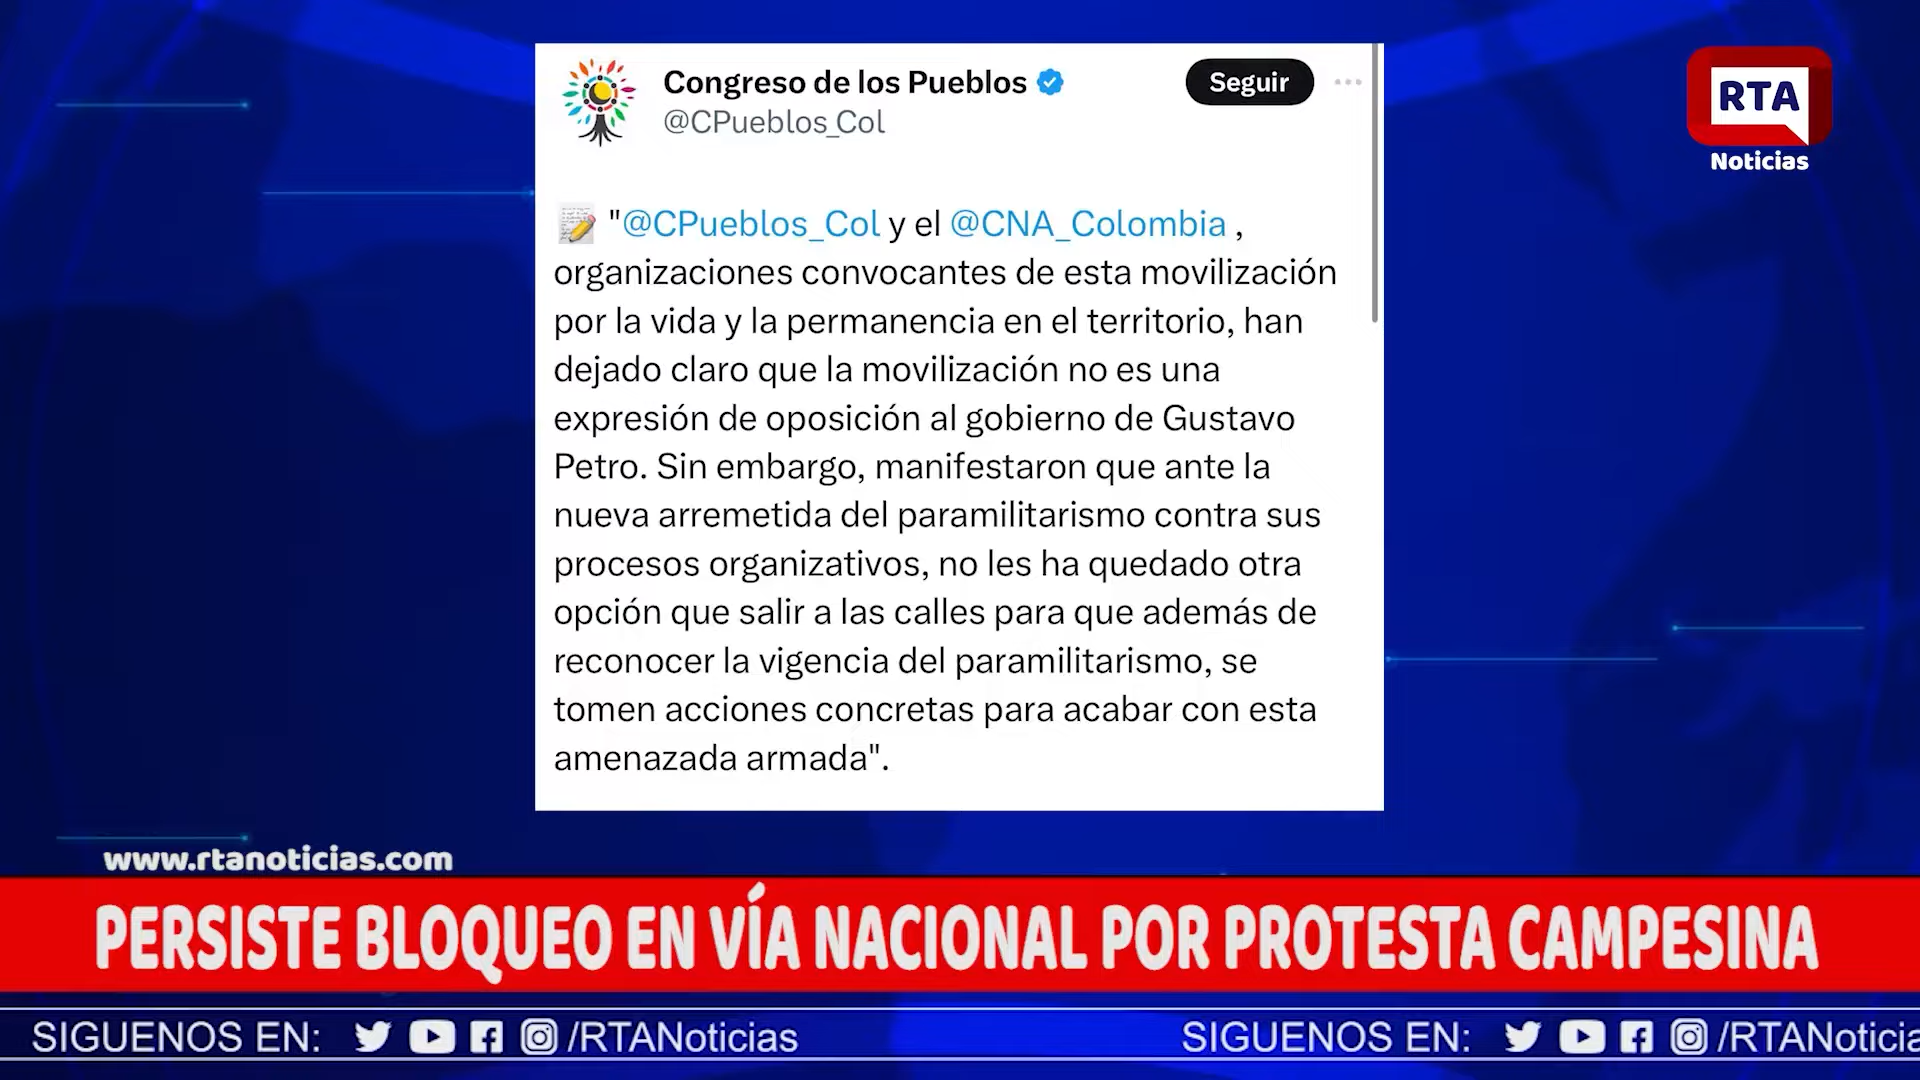 Congreso de los Pueblos
@CPueblos_Col
Seguir
RTA
Noticias
"@CPueblos_Col y el @CNA_Colombia ,
organizaciones convocantes de esta movilización
por la vida y la permanencia en el territorio, han
dejado claro que la movilización no es una
expresión de oposición al gobierno de Gustavo
Petro. Sin embargo, manifestaron que ante la
nueva arremetida del paramilitarismo contra sus
procesos organizativos, no les ha quedado otra
opción que salir a las calles para que además de
reconocer la vigencia del paramilitarismo, se
tomen acciones concretas para acabar con esta
amenazada armada".
www.rtanoticias.com
PERSISTE BLOQUEO EN VÍA NACIONAL POR PROTESTA CAMPESINA
SIGUENOS EN: /RTANoticias SIGUENOS EN: /RTANoticia